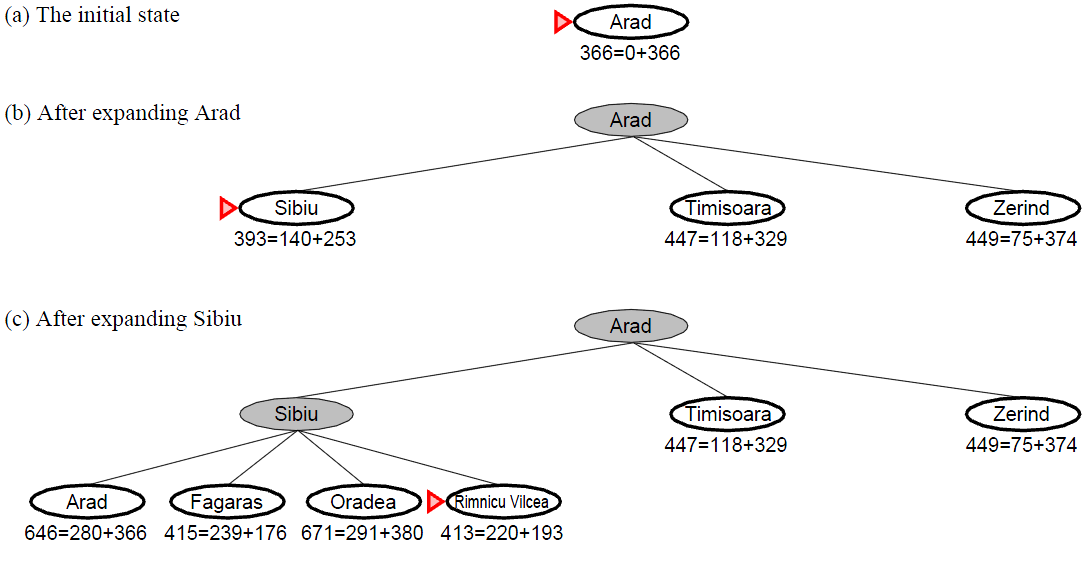 (a) The initial state
Arad
366=0+366
(b) After expanding Arad
Arad
Sibiu
Timisoara
Zerind
393=140+253
447=118+329
449=75+374
(c) After expanding Sibiu
Arad
Sibiu
Timisoara
Zerind
447=118+329
449=75+374
Arad
Fagaras
Oradea
Rimnicu Vilcea
646=280+366
415=239+176
671=291+380
413=220+193